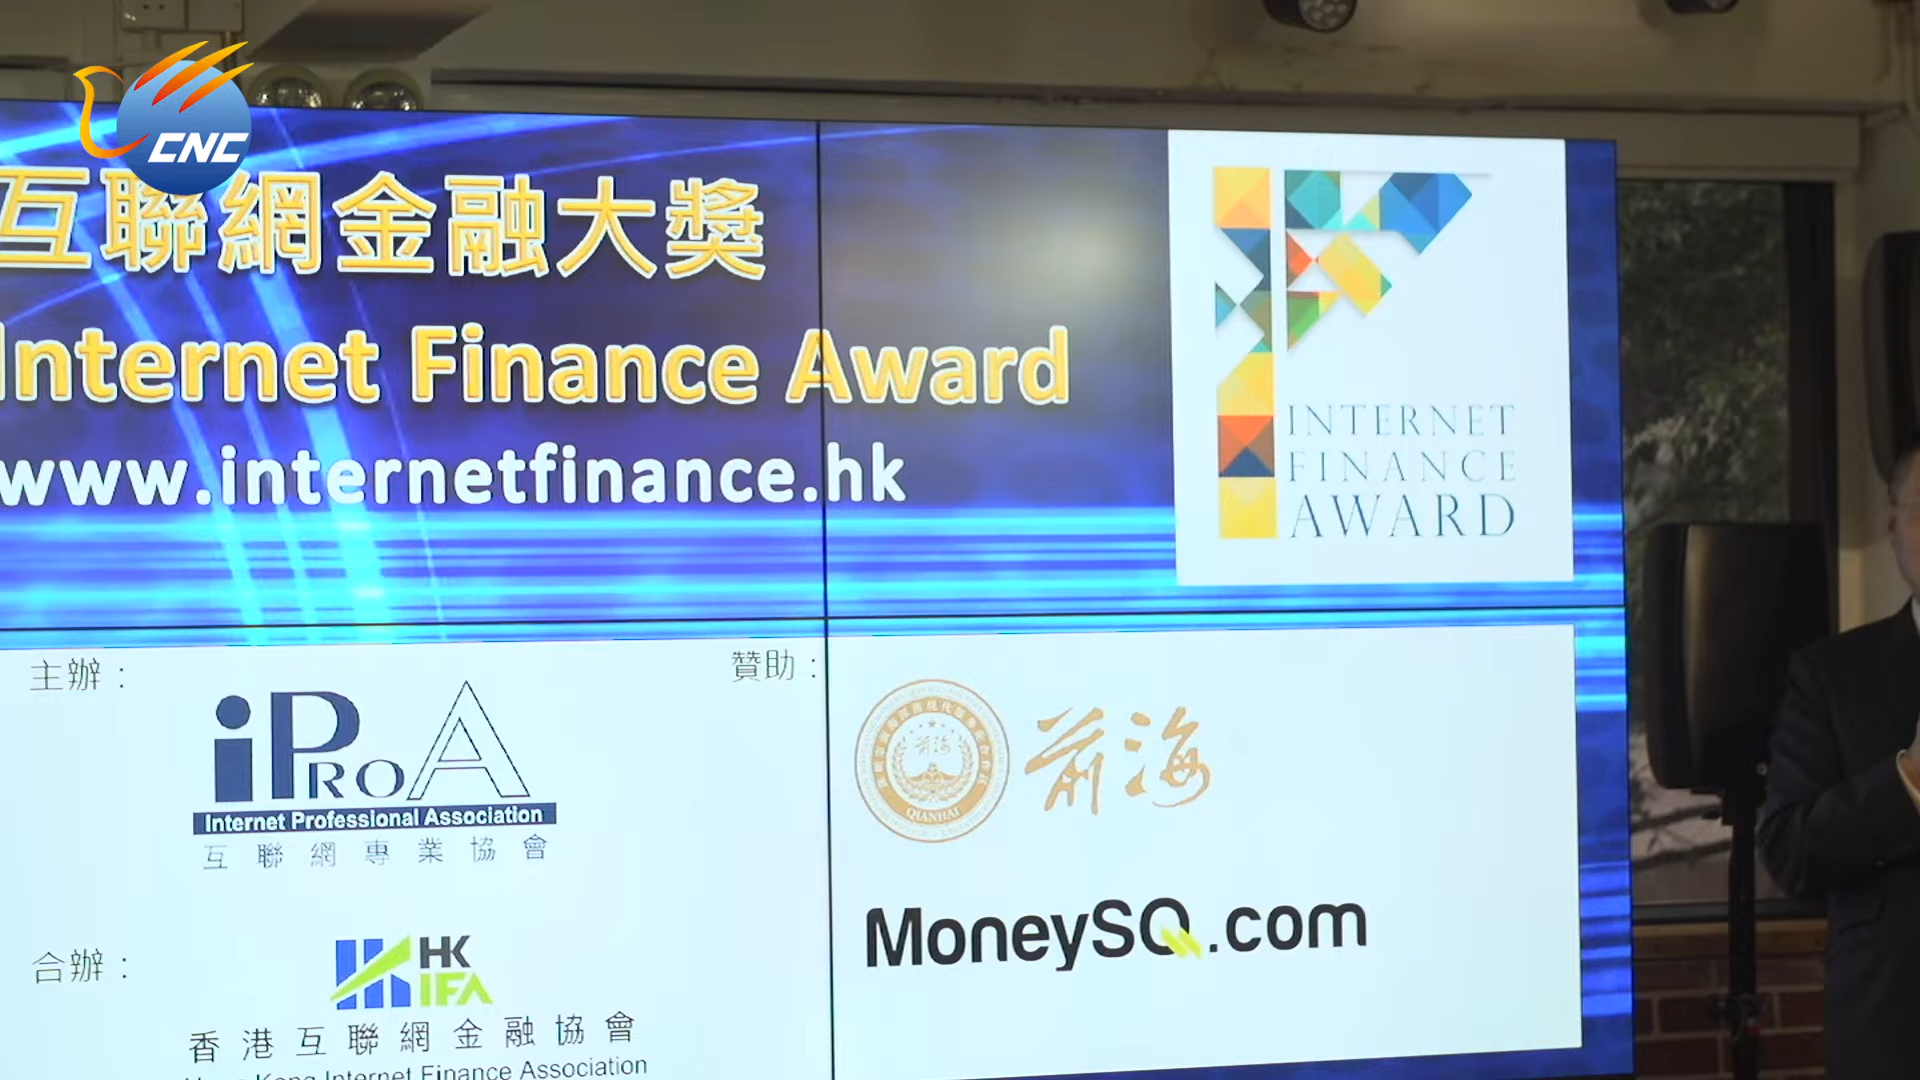 CNC
互聯網金融大獎
Internet Finance Award
www.internetfinance.hk
INTERNET
FINANCE
AWARD
主辦：
iProA
Internet Professional Association
互聯網專業協會
合辦：
HK
IFA
香港互聯網金融協會
Hong Kong Internet Finance Association
贊助：
QIANHAI
前海
MoneySQ.com